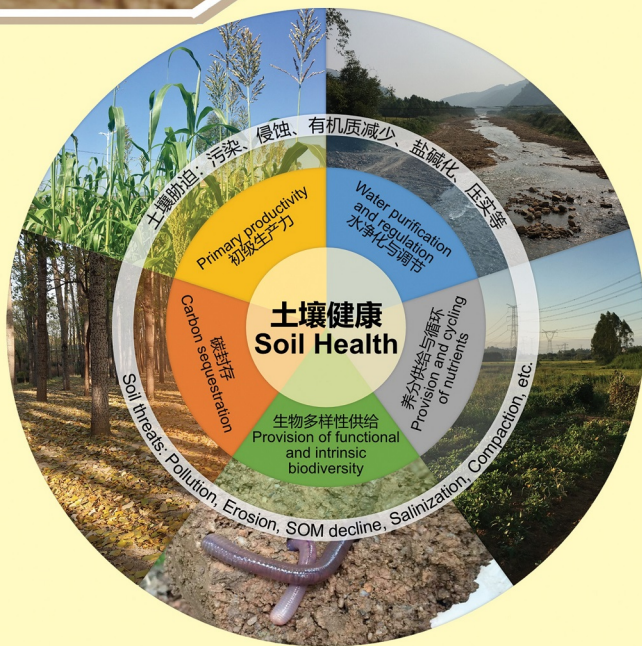 土壤胁迫：污染、侵蚀、有机质减少、盐碱化、压实等
Primary productivity
初级生产力
Water purification
and regulation
水净化与调节
土壤健康
Soil Health
碳封存
Carbon sequestration
养分供给与循环
Provision and cycling
of nutrients
生物多样性供给
Provision of functional
and intrinsic
biodiversity
Soil threats: Pollution, Erosion, SOM decline, Salinization, Compaction, etc.